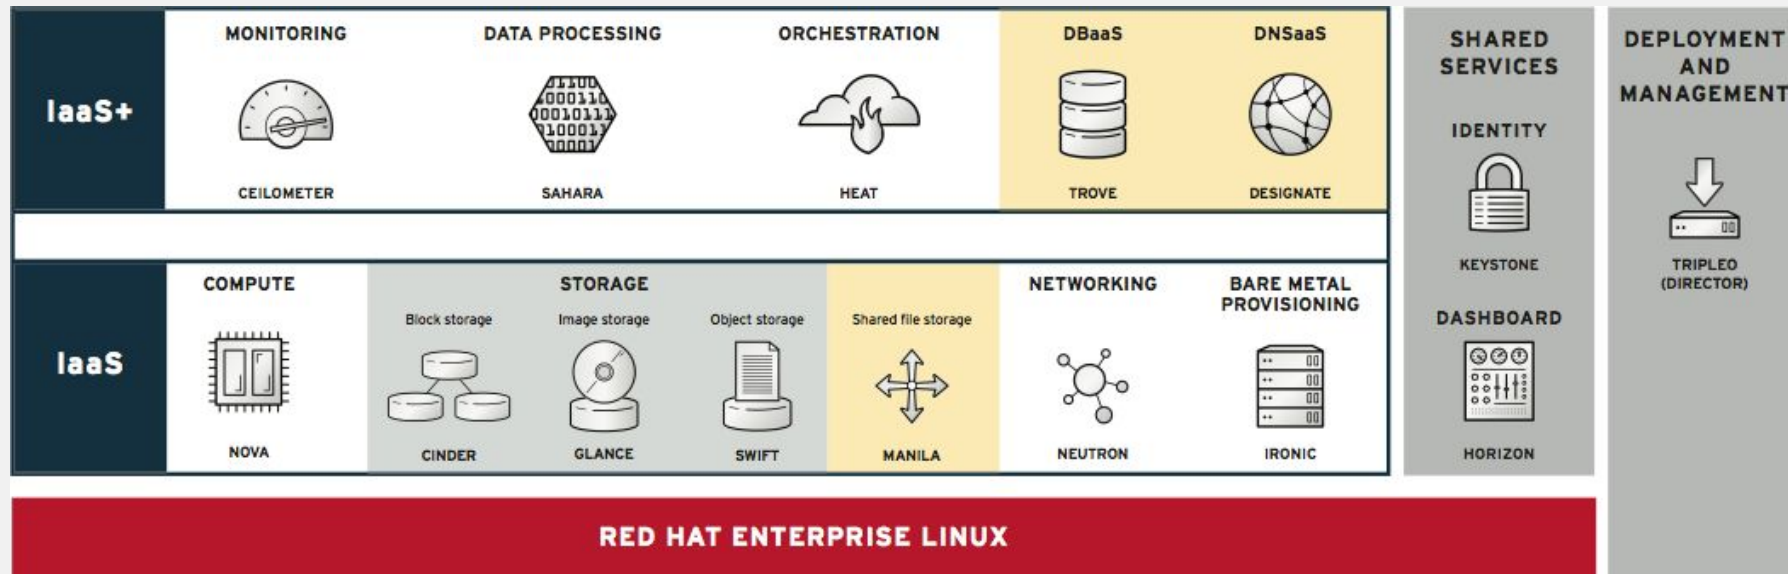 IaaS+
MONITORING
CEILOMETER
DATA PROCESSING
SAHARA
ORCHESTRATION
HEAT
DBaaS
TROVE
DNSaaS
DESIGNATE
IaaS
COMPUTE
NOVA
STORAGE
Block storage
CINDER
Image storage
GLANCE
Object storage
SWIFT
Shared file storage
MANILA
NETWORKING
NEUTRON
BARE METAL
PROVISIONING
IRONIC
SHARED
SERVICES
IDENTITY
KEYSTONE
DASHBOARD
HORIZON
DEPLOYMENT
AND
MANAGEMENT
TRIPLEO
(DIRECTOR)
RED HAT ENTERPRISE LINUX